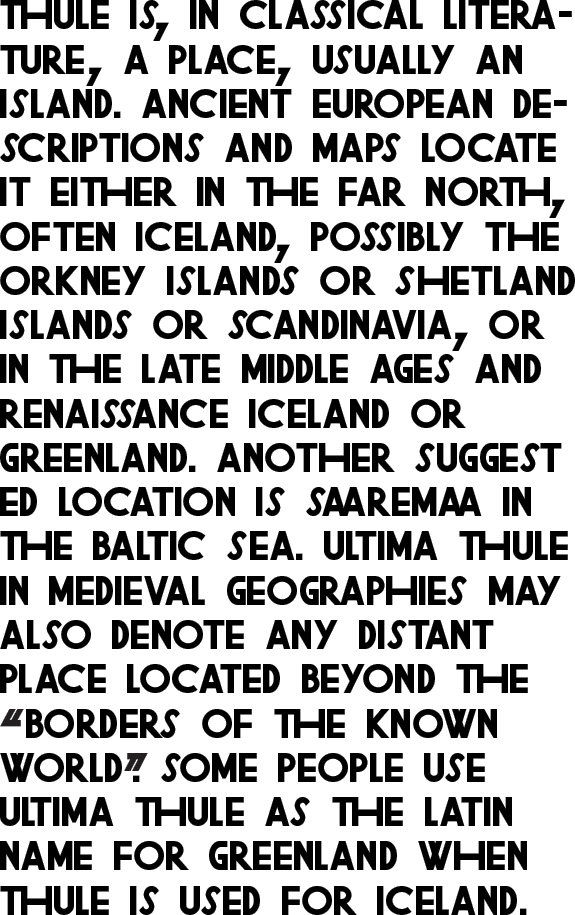 THULE IS, IN CLASSICAL LITERA-
TURE, A PLACE, USUALLY AN
ISLAND. ANCIENT EUROPEAN DE-
SCRIPTIONS AND MAPS LOCATE
IT EITHER IN THE FAR NORTH,
OFTEN ICELAND, POSSIBLY THE
ORKNEY ISLANDS OR SHETLAND
ISLANDS OR SCANDINAVIA, OR
IN THE LATE MIDDLE AGES AND
RENAISSANCE ICELAND OR
GREENLAND. ANOTHER SUGGEST
ED LOCATION IS SAAREMAA IN
THE BALTIC SEA. ULTIMA THULE
IN MEDIEVAL GEOGRAPHIES MAY
ALSO DENOTE ANY DISTANT
PLACE LOCATED BEYOND THE
“BORDERS OF THE KNOWN
WORLD”. SOME PEOPLE USE
ULTIMA THULE AS THE LATIN
NAME FOR GREENLAND WHEN
THULE IS USED FOR ICELAND.